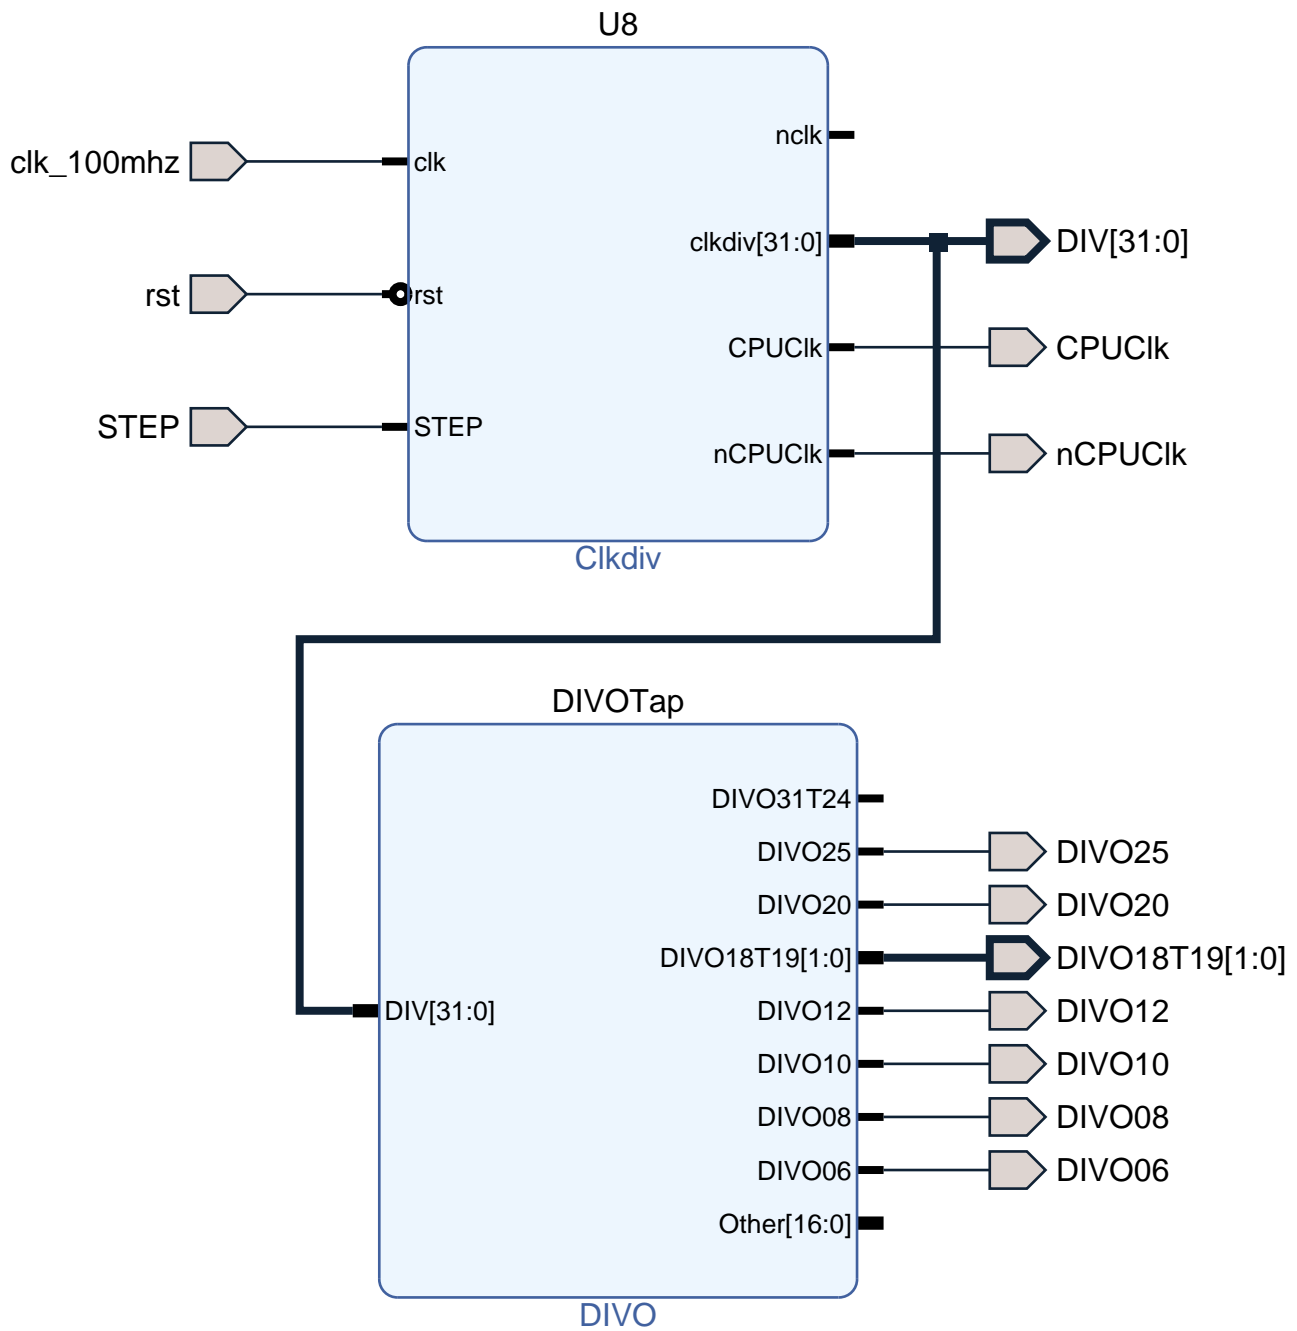 U8
nclk
clk_100mhz
clk
clkdiv[31:0]
DIV[31:0]
rst
rst
CPUClk
CPUClk
STEP
STEP
nCPUClk
nCPUClk
Clkdiv
DIVOTap
DIVO31T24
DIVO25
DIVO25
DIVO20
DIVO20
DIVO18T19[1:0]
DIVO18T19[1:0]
DIV[31:0]
DIVO12
DIVO12
DIVO10
DIVO10
DIVO08
DIVO08
DIVO06
DIVO06
Other[16:0]
DIVO